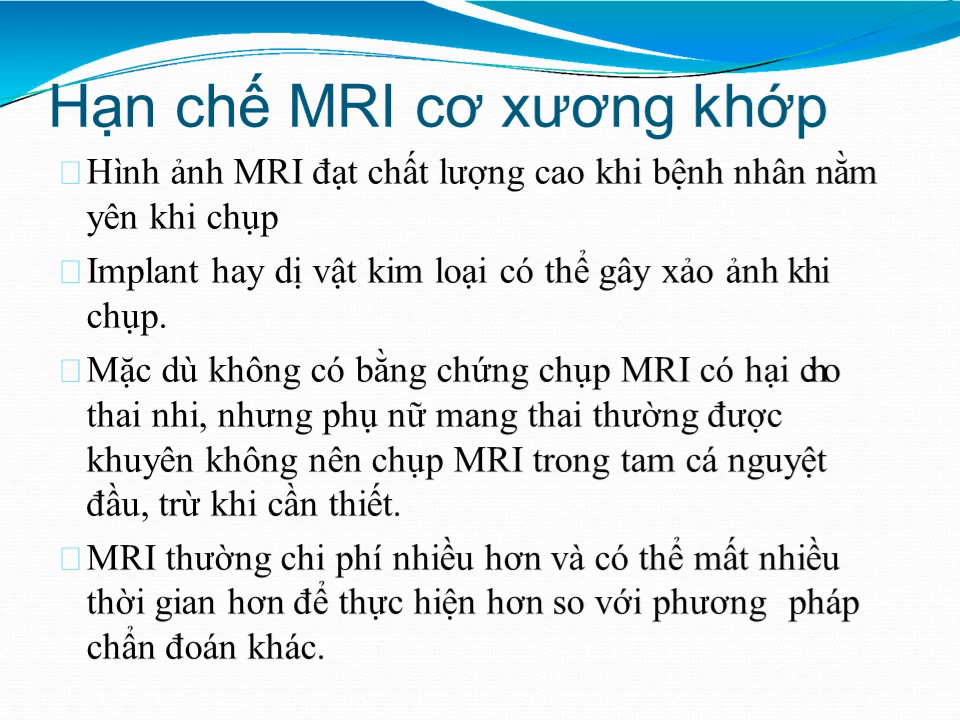 Hạn chế MRI cơ xương khớp
Hình ảnh MRI đạt chất lượng cao khi bệnh nhân nằm
yên khi chụp
Implant hay dị vật kim loại có thể gây xảo ảnh khi
chụp.
Mặc dù không có bằng chứng chụp MRI có hại cho
thai nhi, nhưng phụ nữ mang thai thường được
khuyên không nên chụp MRI trong tam cá nguyệt
đầu, trừ khi cần thiết.
MRI thường chi phí nhiều hơn và có thể mất nhiều
thời gian hơn để thực hiện hơn so với phương pháp
chẩn đoán khác.